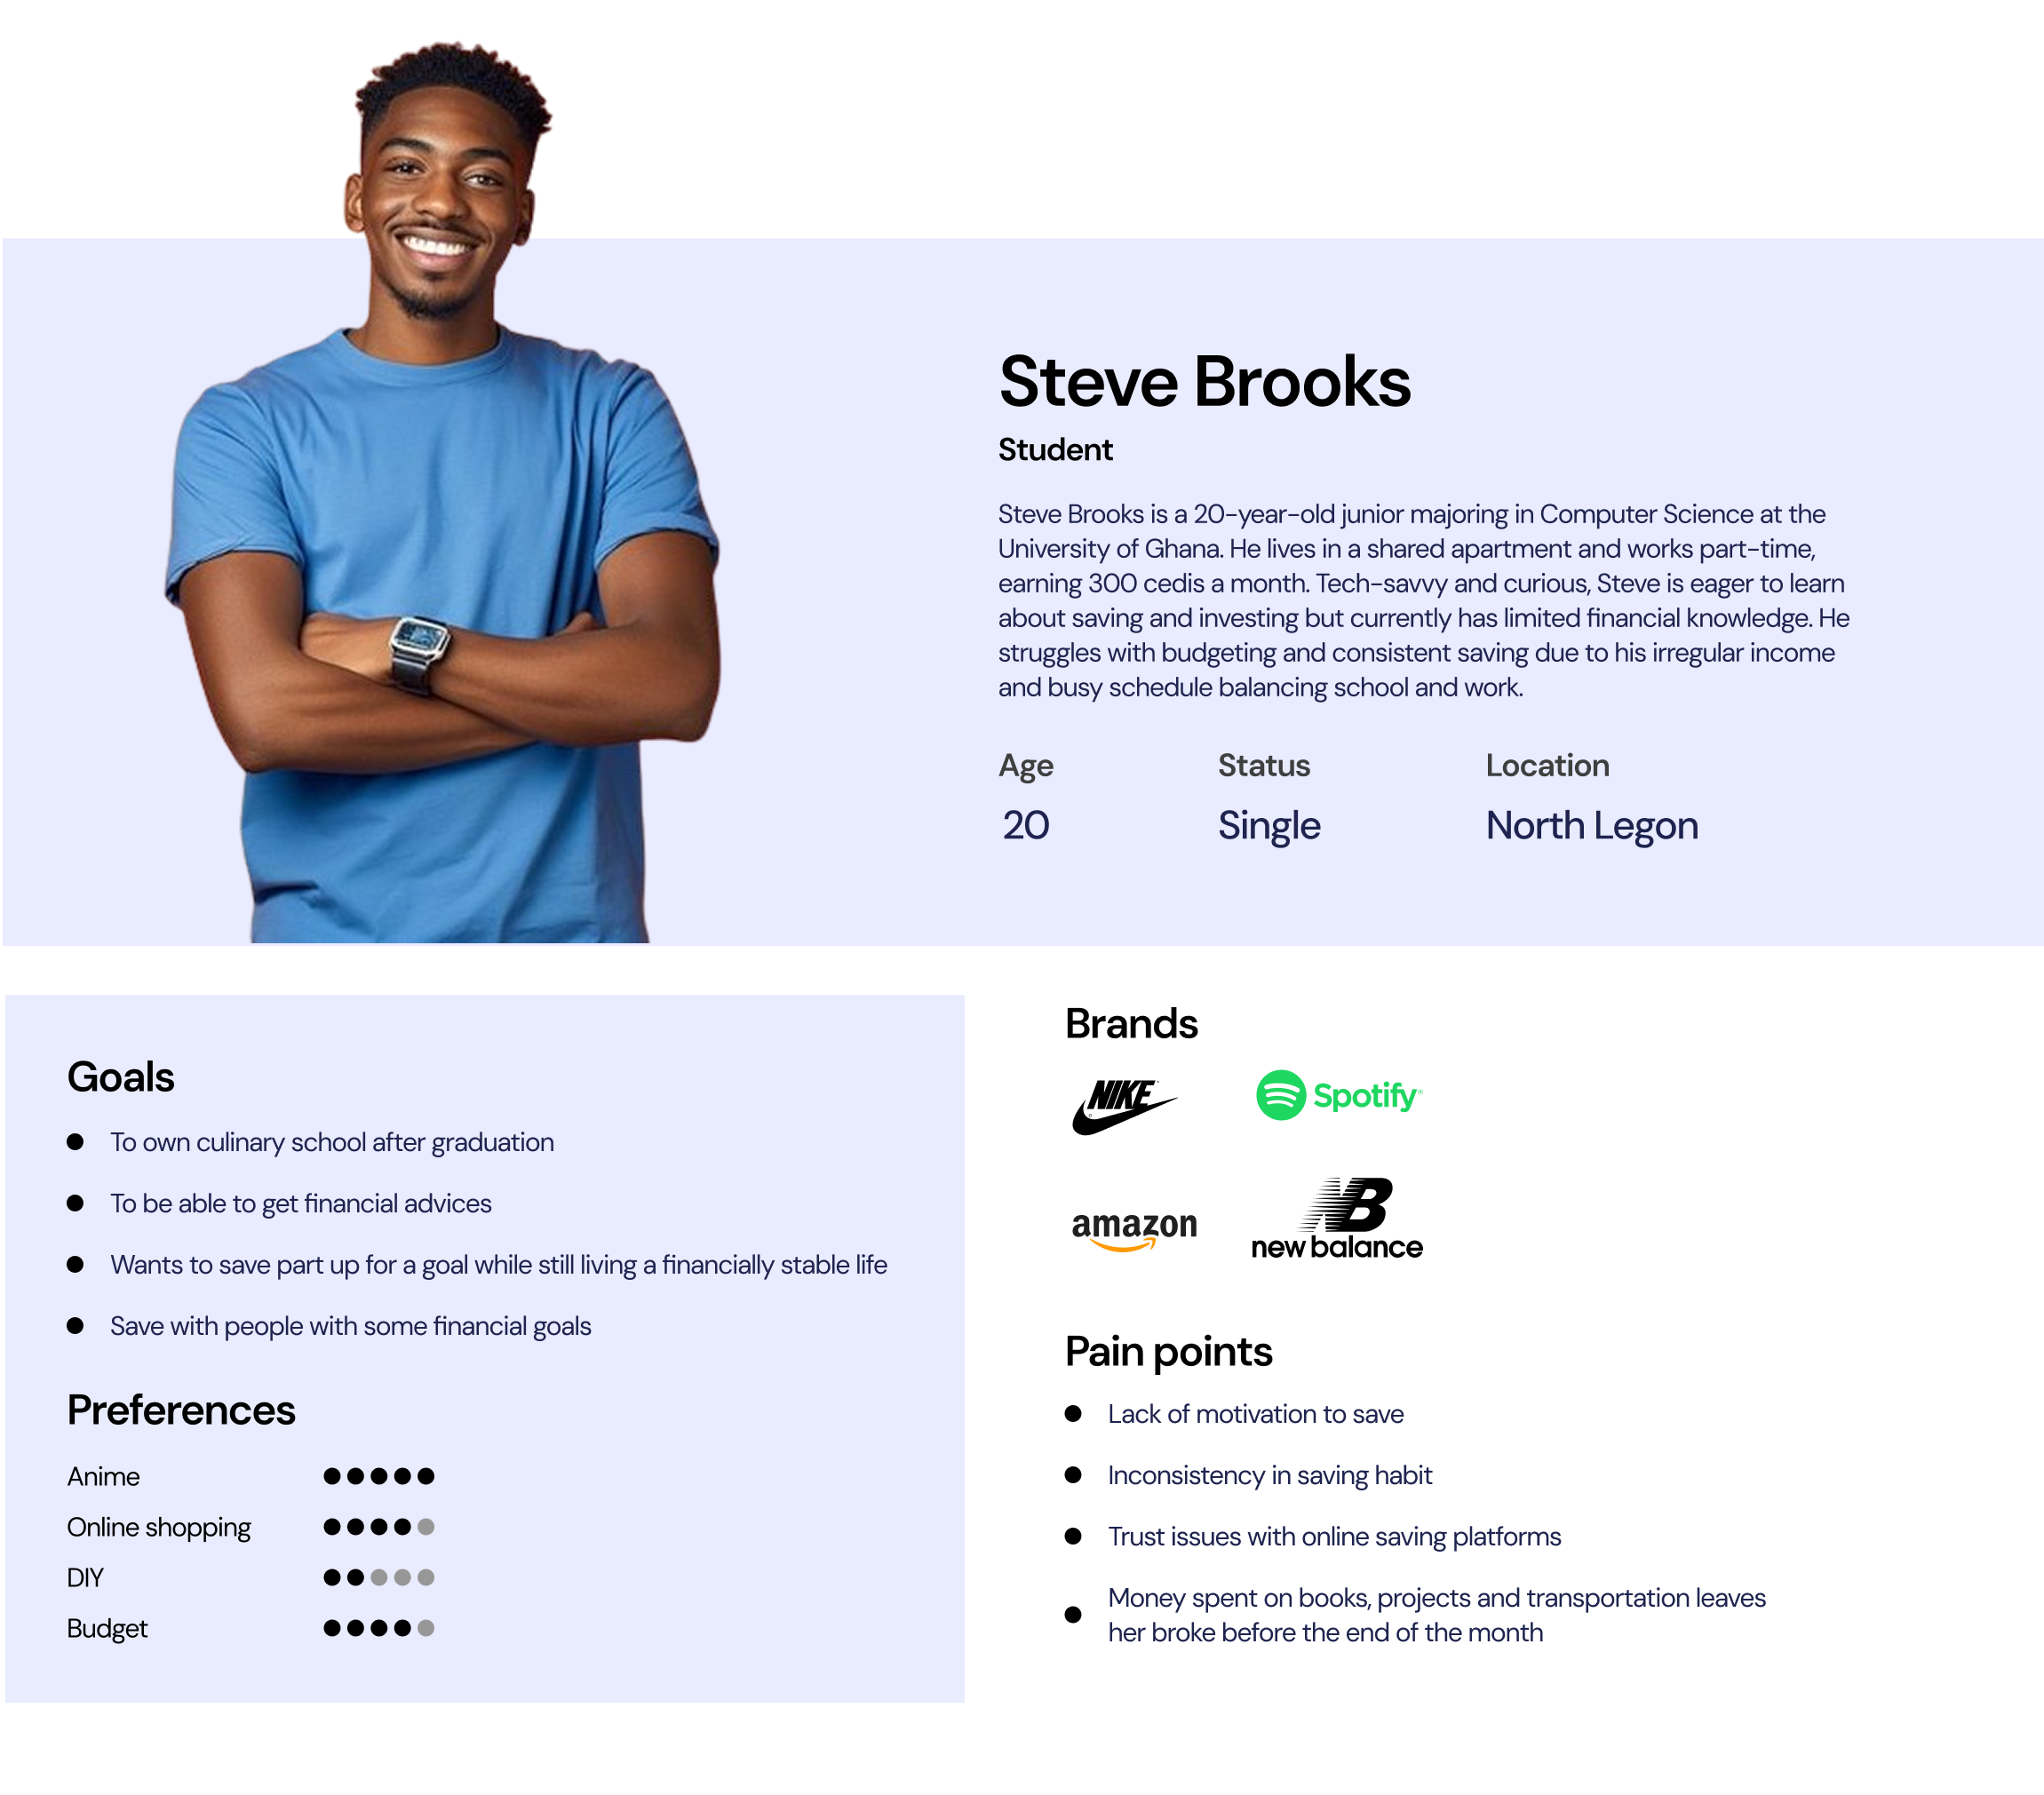 Steve Brooks
Student
Steve Brooks is a 20-year-old junior majoring in Computer Science at the
University of Ghana. He lives in a shared apartment and works part-time,
earning 300 cedis a month. Tech-savvy and curious, Steve is eager to learn
about saving and investing but currently has limited financial knowledge. He
struggles with budgeting and consistent saving due to his irregular income
and busy schedule balancing school and work.
Age Status Location
20 Single North Legon
Goals
To own culinary school after graduation
To be able to get financial advices
Wants to save part up for a goal while still living a financially stable life
Save with people with some financial goals
Preferences
Anime
Online shopping
DIY
Budget
Brands
NIKE Spotify
amazon NB
new balance
Pain points
Lack of motivation to save
Inconsistency in saving habit
Trust issues with online saving platforms
Money spent on books, projects and transportation leaves
her broke before the end of the month